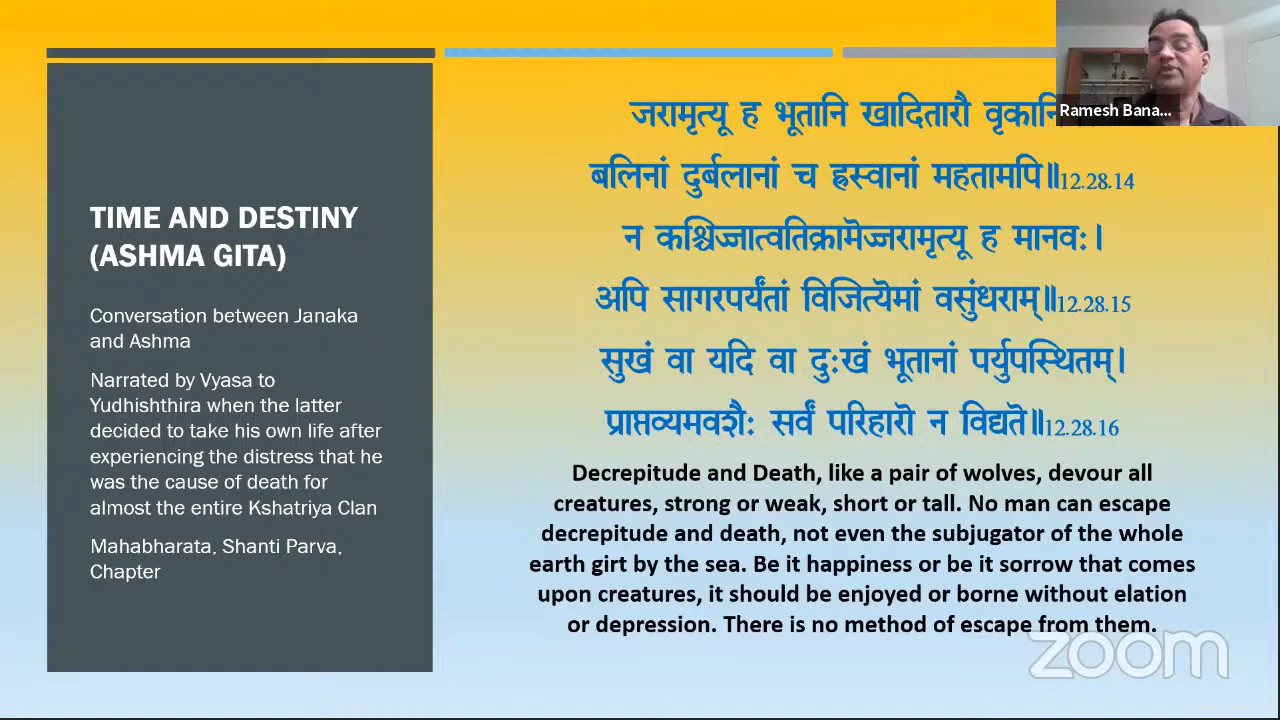 TIME AND DESTINY
(ASHMA GITA)
Conversation between Janaka
and Ashma
Narrated by Vyasa to
Yudhishthira when the latter
decided to take his own life after
experiencing the distress that he
was the cause of death for
almost the entire Kshatriya Clan
Mahabharata, Shanti Parva,
Chapter
जरामृत्यू ह भूतानि खादितारौ
बलिनां दुर्बलानां च ह्रस्वानां महतामपि॥12.28.14
न कश्चिज्जात्वतिक्रामेज्जरामृत्यू ह मानवः।
अपि सागरपर्यंतां विजित्येमां वसुंधराम्॥12.28.15
सुखं वा यदि वा दुःखं भूतानां पर्युपस्थितम्।
प्राप्तव्यमवशैः सर्वं परिहारो न विद्यते॥12.28.16
Decrepitude and Death, like a pair of wolves, devour all
creatures, strong or weak, short or tall. No man can escape
decrepitude and death, not even the subjugator of the whole
earth girt by the sea. Be it happiness or be it sorrow that comes
upon creatures, it should be enjoyed or borne without elation
or depression. There is no method of escape from them.
Ramesh Bana...
zoom